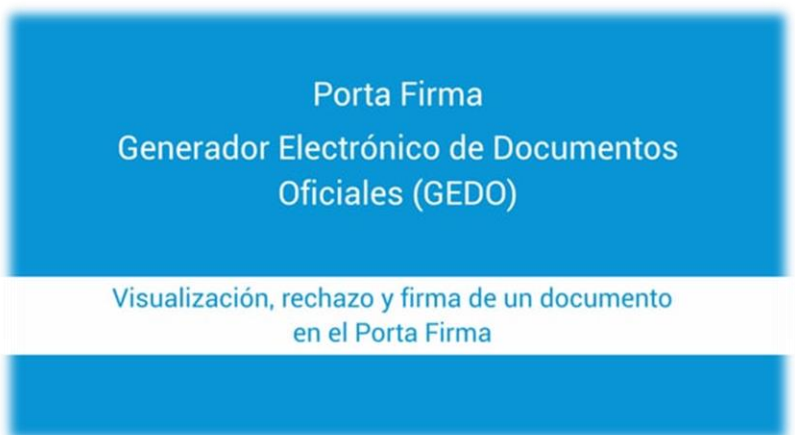 Porta Firma
Generador Electrónico de Documentos
Oficiales (GEDO)
Visualización, rechazo y firma de un documento
en el Porta Firma